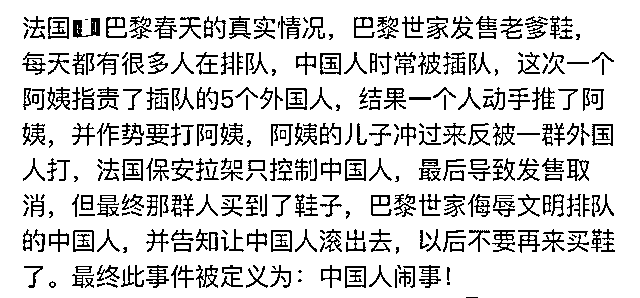 法国巴黎春天的真实情况，巴黎世家发售老爹鞋，
每天都有很多人在排队，中国人时常被插队，这次一个
阿姨指责了插队的5个外国人，结果一个人动手推了阿
姨，并作势要打阿姨，阿姨的儿子冲过来反被一群外国
人打，法国保安拉架只控制中国人，最后导致发售取
消，但最终那群人买到了鞋子，巴黎世家侮辱文明排队
的中国人，并告知让中国人滚出去，以后不要再来买鞋
了。最终此事件被定义为：中国人闹事！